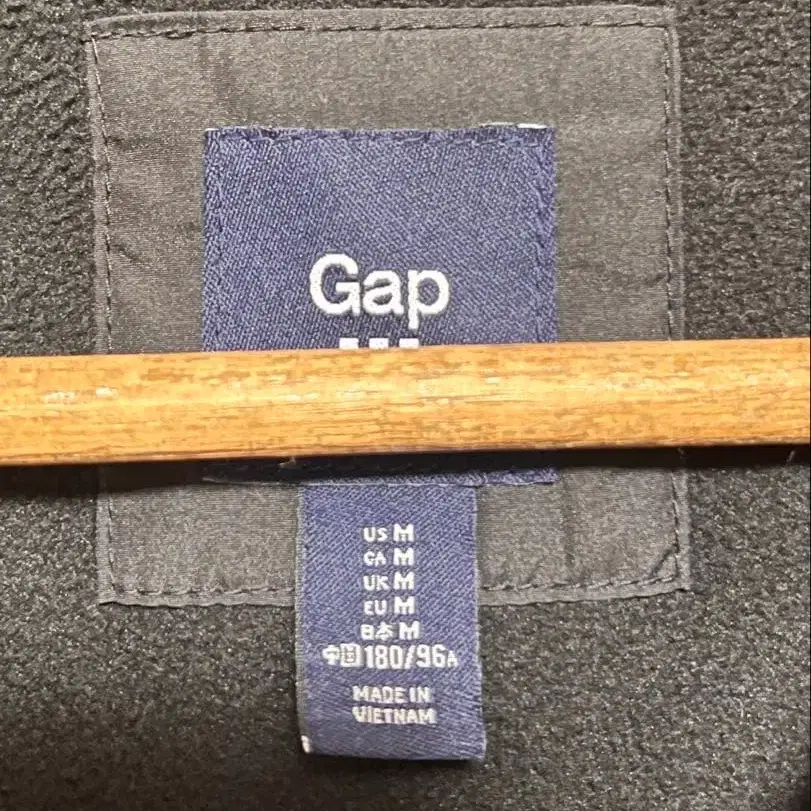 Gap
US M
CA M
UK M
EU M
日本 M
中国 180/96A
MADE IN
VIETNAM